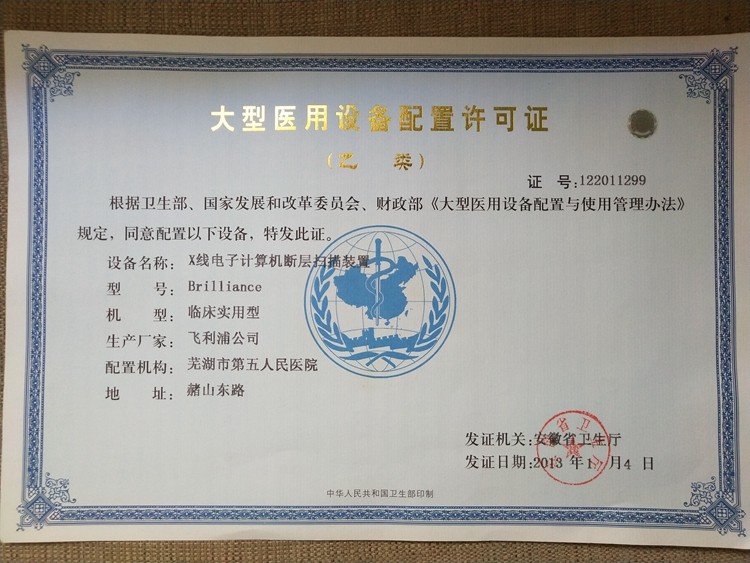 大型医用设备配置许可证
(乙 类)
证 号:122011299
根据卫生部、国家发展和改革委员会、财政部《大型医用设备配置与使用管理办法》
规定，同意配置以下设备，特发此证。
设备名称：X线电子计算机断层扫描装置
型 号：Brilliance
机 型：临床实用型
生产厂家：飞利浦公司
配置机构：芜湖市第五人民医院
地 址：赭山东路
发证机关:安徽省卫生厅
发证日期:2013 年1 月4 日
中华人民共和国卫生部印制